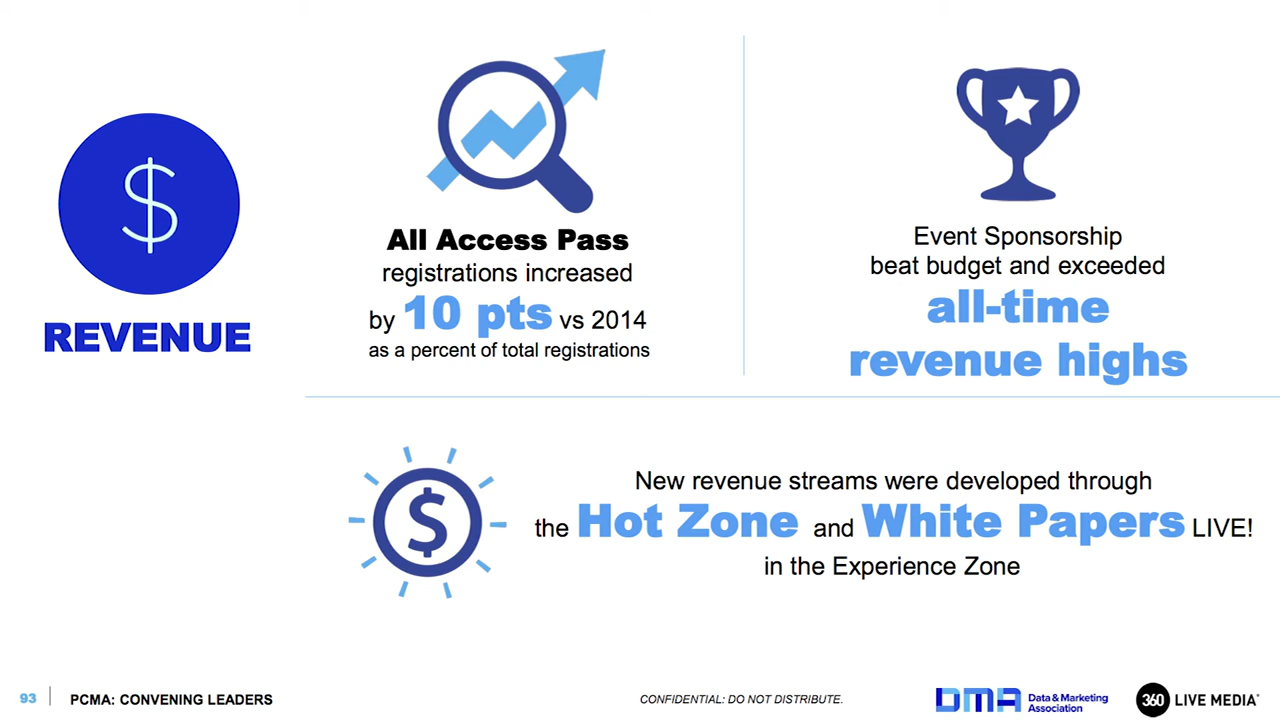 $
REVENUE
All Access Pass
registrations increased
by 10 pts vs 2014
as a percent of total registrations
Event Sponsorship
beat budget and exceeded
all-time
revenue highs
$
New revenue streams were developed through
the Hot Zone and White Papers LIVE!
in the Experience Zone
93
PCMA: CONVENING LEADERS
CONFIDENTIAL: DO NOT DISTRIBUTE.
DMA Data & Marketing
Association
360 LIVE MEDIA